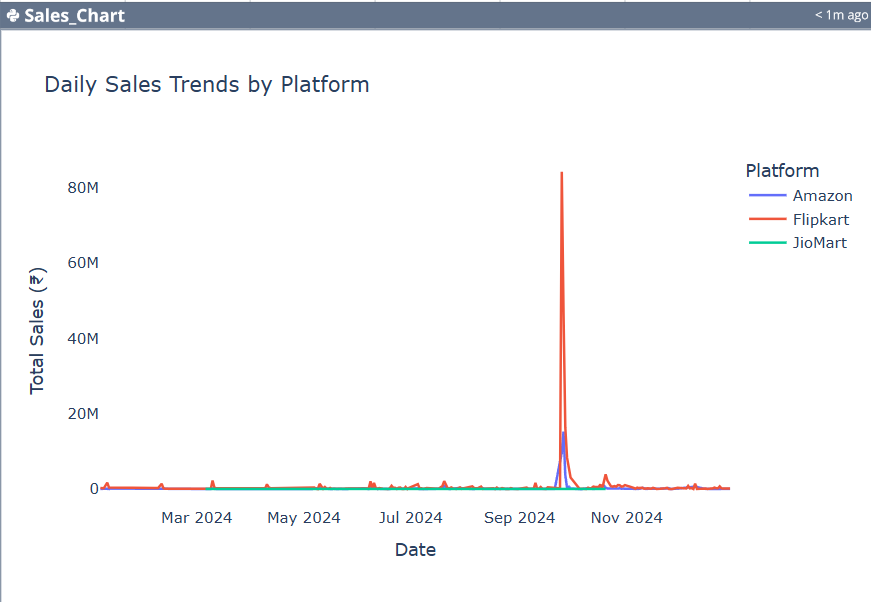 Sales_Chart
< 1m ago
Daily Sales Trends by Platform
Platform
Amazon
Flipkart
JioMart
Total Sales (₹)
80M
60M
40M
20M
0
Mar 2024 May 2024 Jul 2024 Sep 2024 Nov 2024
Date